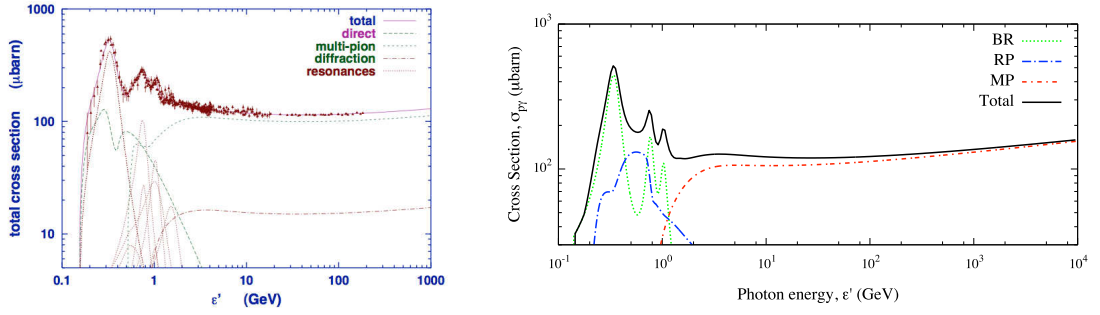 1000
100
10
0.1
1
10
100
1000
total cross section (μbarn)
ε' (GeV)
total
direct
multi-pion
diffraction
resonances
10³
10²
10⁻¹
10⁰
10¹
10²
10³
10⁴
Cross Section, σpγ (μbarn)
Photon energy, ε' (GeV)
BR
RP
MP
Total